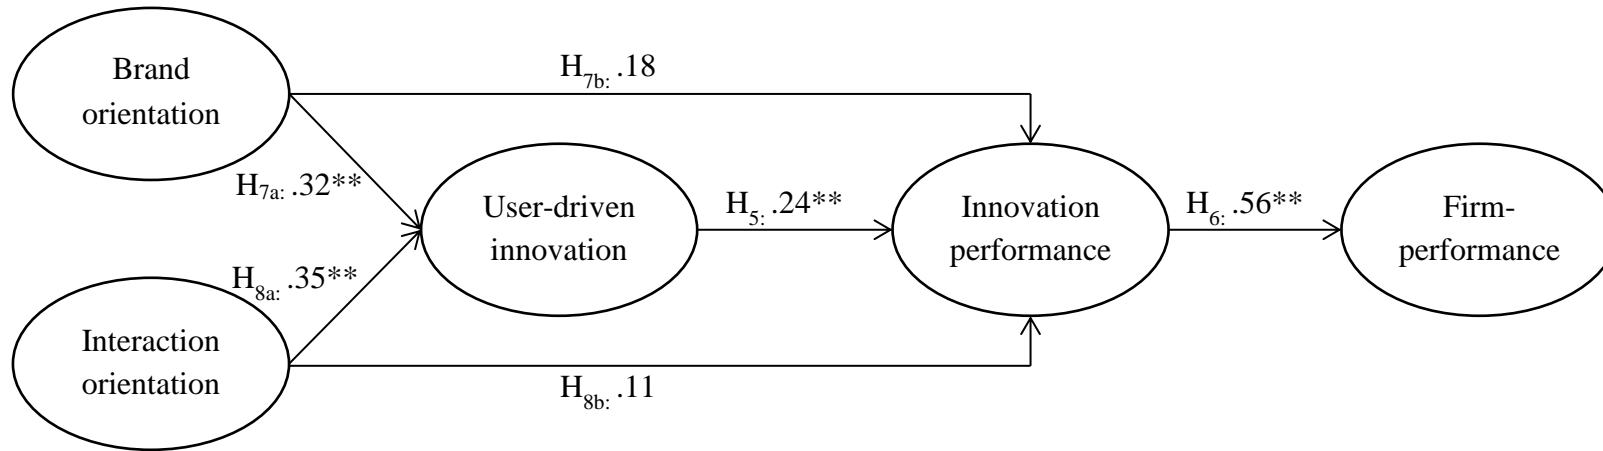 Brand
orientation
H7b: .18
H7a: .32**
User-driven
innovation
H5: .24**
Innovation
performance
H6: .56**
Firm-
performance
H8a: .35**
Interaction
orientation
H8b: .11